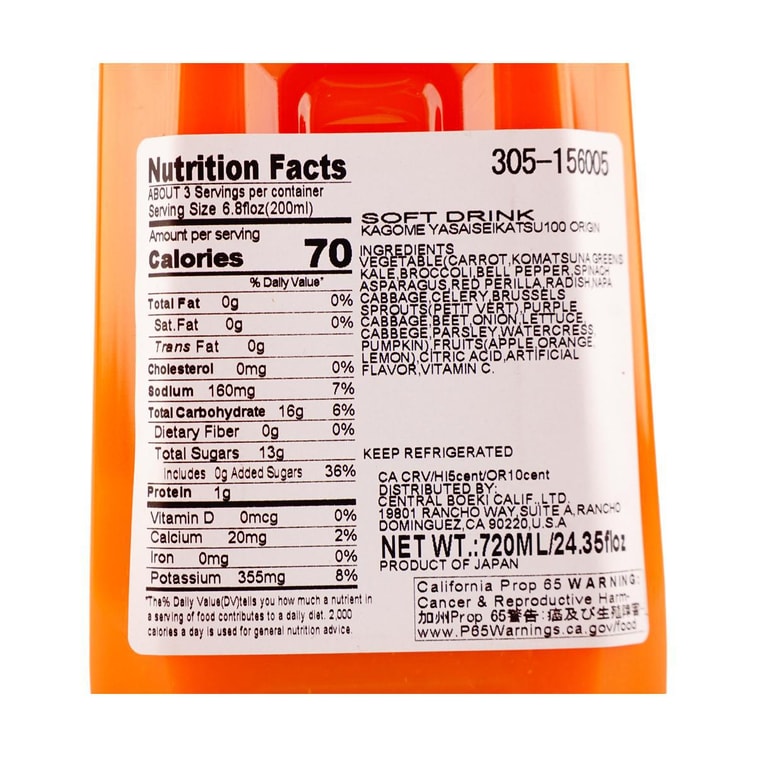 Nutrition Facts
ABOUT 3 Servings per container
Serving Size 6.8floz(200ml)
Amount per serving
Calories 70
% Daily Value*
Total Fat 0g 0%
Sat.Fat 0g 0%
Trans Fat 0g
Cholesterol 0mg 0%
Sodium 160mg 7%
Total Carbohydrate 16g 6%
Dietary Fiber 0g 0%
Total Sugars 13g
Includes 0g Added Sugars 36%
Protein 1g
Vitamin D 0mcg 0%
Calcium 20mg 2%
Iron 0mg 0%
Potassium 355mg 8%
*The% Daily Value(DV)tells you how much a nutrient in
a serving of food contributes to a daily diet. 2,000
calories a day is used for general nutrition advice.
305-156005
SOFT DRINK
KAGOME YASAISEIKATSU100 ORIGIN
INGREDIENTS
VEGETABLE(CARROT,KOMATSUNA GREENS
KALE,BROCCOLI,BELL PEPPER,SPINACH
ASPARAGUS,RED PERILLA,RADISH,NAPA
CABBAGE,CELERY,BRUSSELS
SPROUTS(PETIT VERT),PURPLE
CABBAGE,BEET,ONION,LETTUCE,
CABBEGE,PARSLEY,WATERCRESS,
PUMPKIN),FRUITS(APPLE,ORANGE,
LEMON),CITRIC ACID,ARTIFICIAL
FLAVOR,VITAMIN C.
KEEP REFRIGERATED
CA CRV/HI5cent/OR10cent
DISTRIBUTED BY:
CENTRAL BOEKI CALIF.,LTD.
19801 RANCHO WAY,SUITE A,RANCHO
DOMINGUEZ,CA 90220,U.S.A
NET WT.:720ML/24.35floz
PRODUCT OF JAPAN
California Prop 65 WARNING:
Cancer & Reproductive Harm-
加州Prop 65警告:癌及び生殖障害-
www.P65Warnings.ca.gov/food